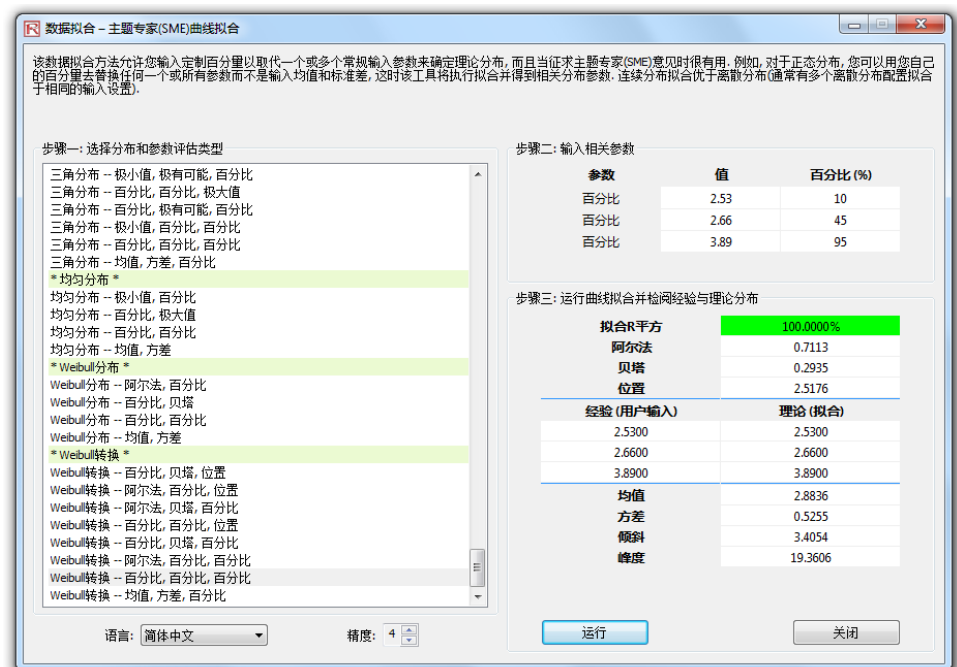 数据拟合 – 主题专家(SME)曲线拟合
该数据拟合方法允许您输入定制百分量以取代一个或多个常规输入参数来确定理论分布, 而且当征求主题专家(SME)意见时很有用. 例如, 对于正态分布, 您可以用您自己
的百分量去替换任何一个或所有参数而不是输入均值和标准差, 这时该工具将执行拟合并得到相关分布参数. 连续分布拟合优于离散分布(通常有多个离散分布配置拟合
于相同的输入设置).
步骤一: 选择分布和参数评估类型
三角分布 -- 极小值, 极有可能, 百分比
三角分布 -- 百分比, 百分比, 极大值
三角分布 -- 百分比, 极有可能, 百分比
三角分布 -- 极小值, 百分比, 百分比
三角分布 -- 百分比, 百分比, 百分比
三角分布 -- 均值, 方差, 百分比
* 均匀分布 *
均匀分布 -- 极小值, 百分比
均匀分布 -- 百分比, 极大值
均匀分布 -- 百分比, 百分比
均匀分布 -- 均值, 方差
* Weibull分布 *
Weibull分布 -- 阿尔法, 百分比
Weibull分布 -- 百分比, 贝塔
Weibull分布 -- 百分比, 百分比
Weibull分布 -- 均值, 方差
* Weibull转换 *
Weibull转换 -- 百分比, 贝塔, 位置
Weibull转换 -- 阿尔法, 百分比, 位置
Weibull转换 -- 阿尔法, 贝塔, 百分比
Weibull转换 -- 百分比, 百分比, 位置
Weibull转换 -- 百分比, 贝塔, 百分比
Weibull转换 -- 阿尔法, 百分比, 百分比
Weibull转换 -- 百分比, 百分比, 百分比
Weibull转换 -- 均值, 方差, 百分比
语言: 简体中文 精度: 4
步骤二: 输入相关参数
参数 值 百分比 (%)
百分比 2.53 10
百分比 2.66 45
百分比 3.89 95
步骤三: 运行曲线拟合并检阅经验与理论分布
拟合R平方 100.0000%
阿尔法 0.7113
贝塔 0.2935
位置 2.5176
经验 (用户输入) 理论 (拟合)
2.5300 2.5300
2.6600 2.6600
3.8900 3.8900
均值 2.8836
方差 0.5255
倾斜 3.4054
峰度 19.3606
运行 关闭